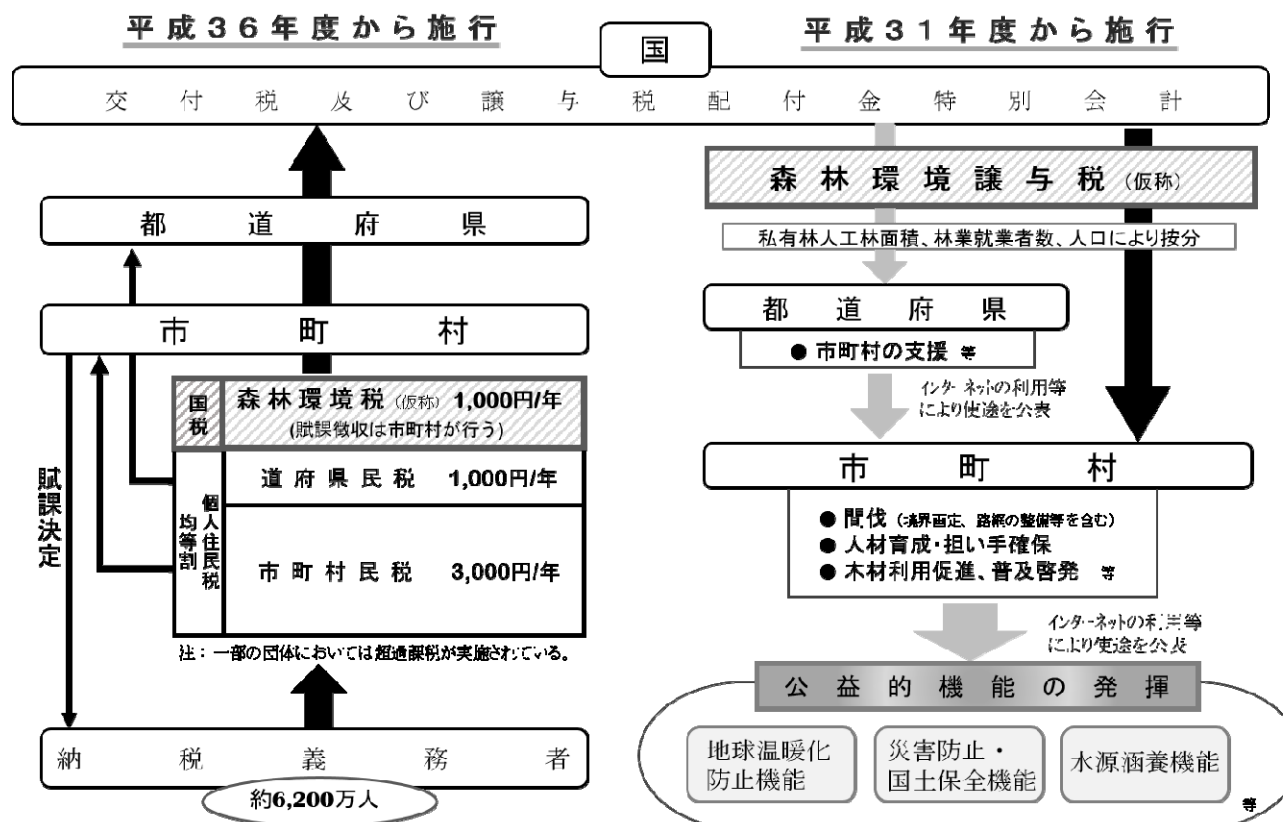 平成36年度から施行
平成31年度から施行
国
交付税及び譲与税配付金特別会計
都道府県
市町村
国税
森林環境税(仮称) 1,000円/年
(賦課徴収は市町村が行う)
個人住民税
均等割
道府県民税 1,000円/年
市町村民税 3,000円/年
注:一部の団体においては超過課税が実施されている。
賦課決定
納税義務者
約6,200万人
森林環境譲与税(仮称)
私有林人工林面積、林業就業者数、人口により按分
都道府県
● 市町村の支援 等
インターネットの利用等
により使途を公表
市町村
● 間伐(境界画定、路網の整備等を含む)
● 人材育成・担い手確保
● 木材利用促進、普及啓発 等
インターネットの利用等
により使途を公表
公益的機能の発揮
地球温暖化
防止機能
災害防止・
国土保全機能
水源涵養機能
等